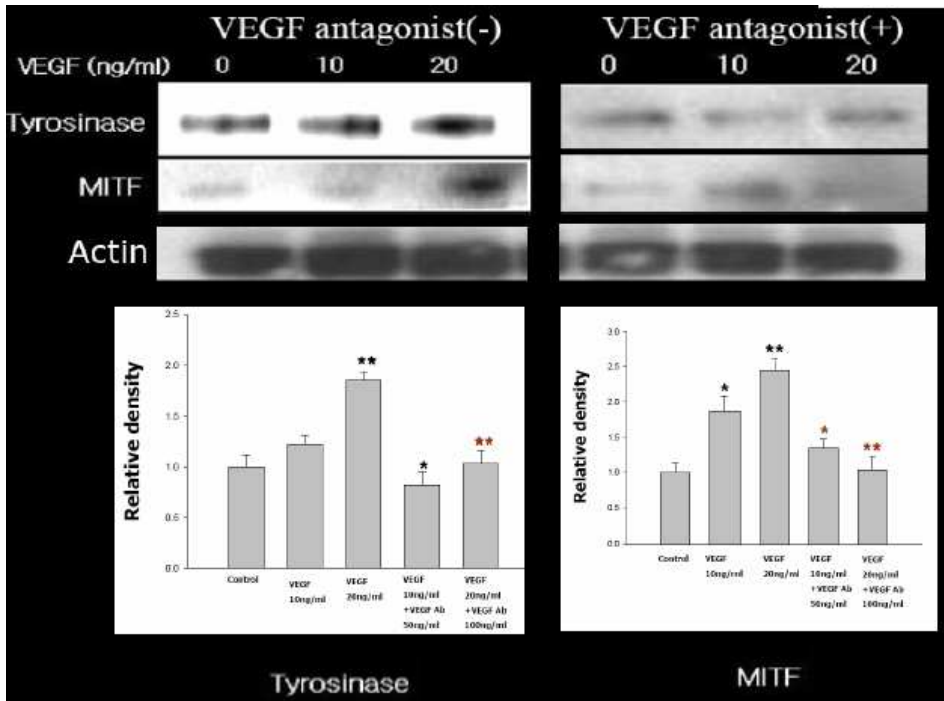 VEGF antagonist(-) VEGF antagonist(+)
VEGF (ng/ml) 0 10 20 0 10 20
Tyrosinase
MITF
Actin
Relative density
2.5
2.0
1.5
1.0
0.5
0.0
**
*
**
Control
VEGF
10ng/ml
VEGF
20ng/ml
VEGF
10ng/ml
+VEGF Ab
50ng/ml
VEGF
20ng/ml
+VEGF Ab
100ng/ml
Tyrosinase
Relative density
3.0
2.5
2.0
1.5
1.0
0.5
0.0
*
**
*
**
Control
VEGF
10ng/ml
VEGF
20ng/ml
VEGF
10ng/ml
+VEGF Ab
50ng/ml
VEGF
20ng/ml
+VEGF Ab
100ng/ml
MITF